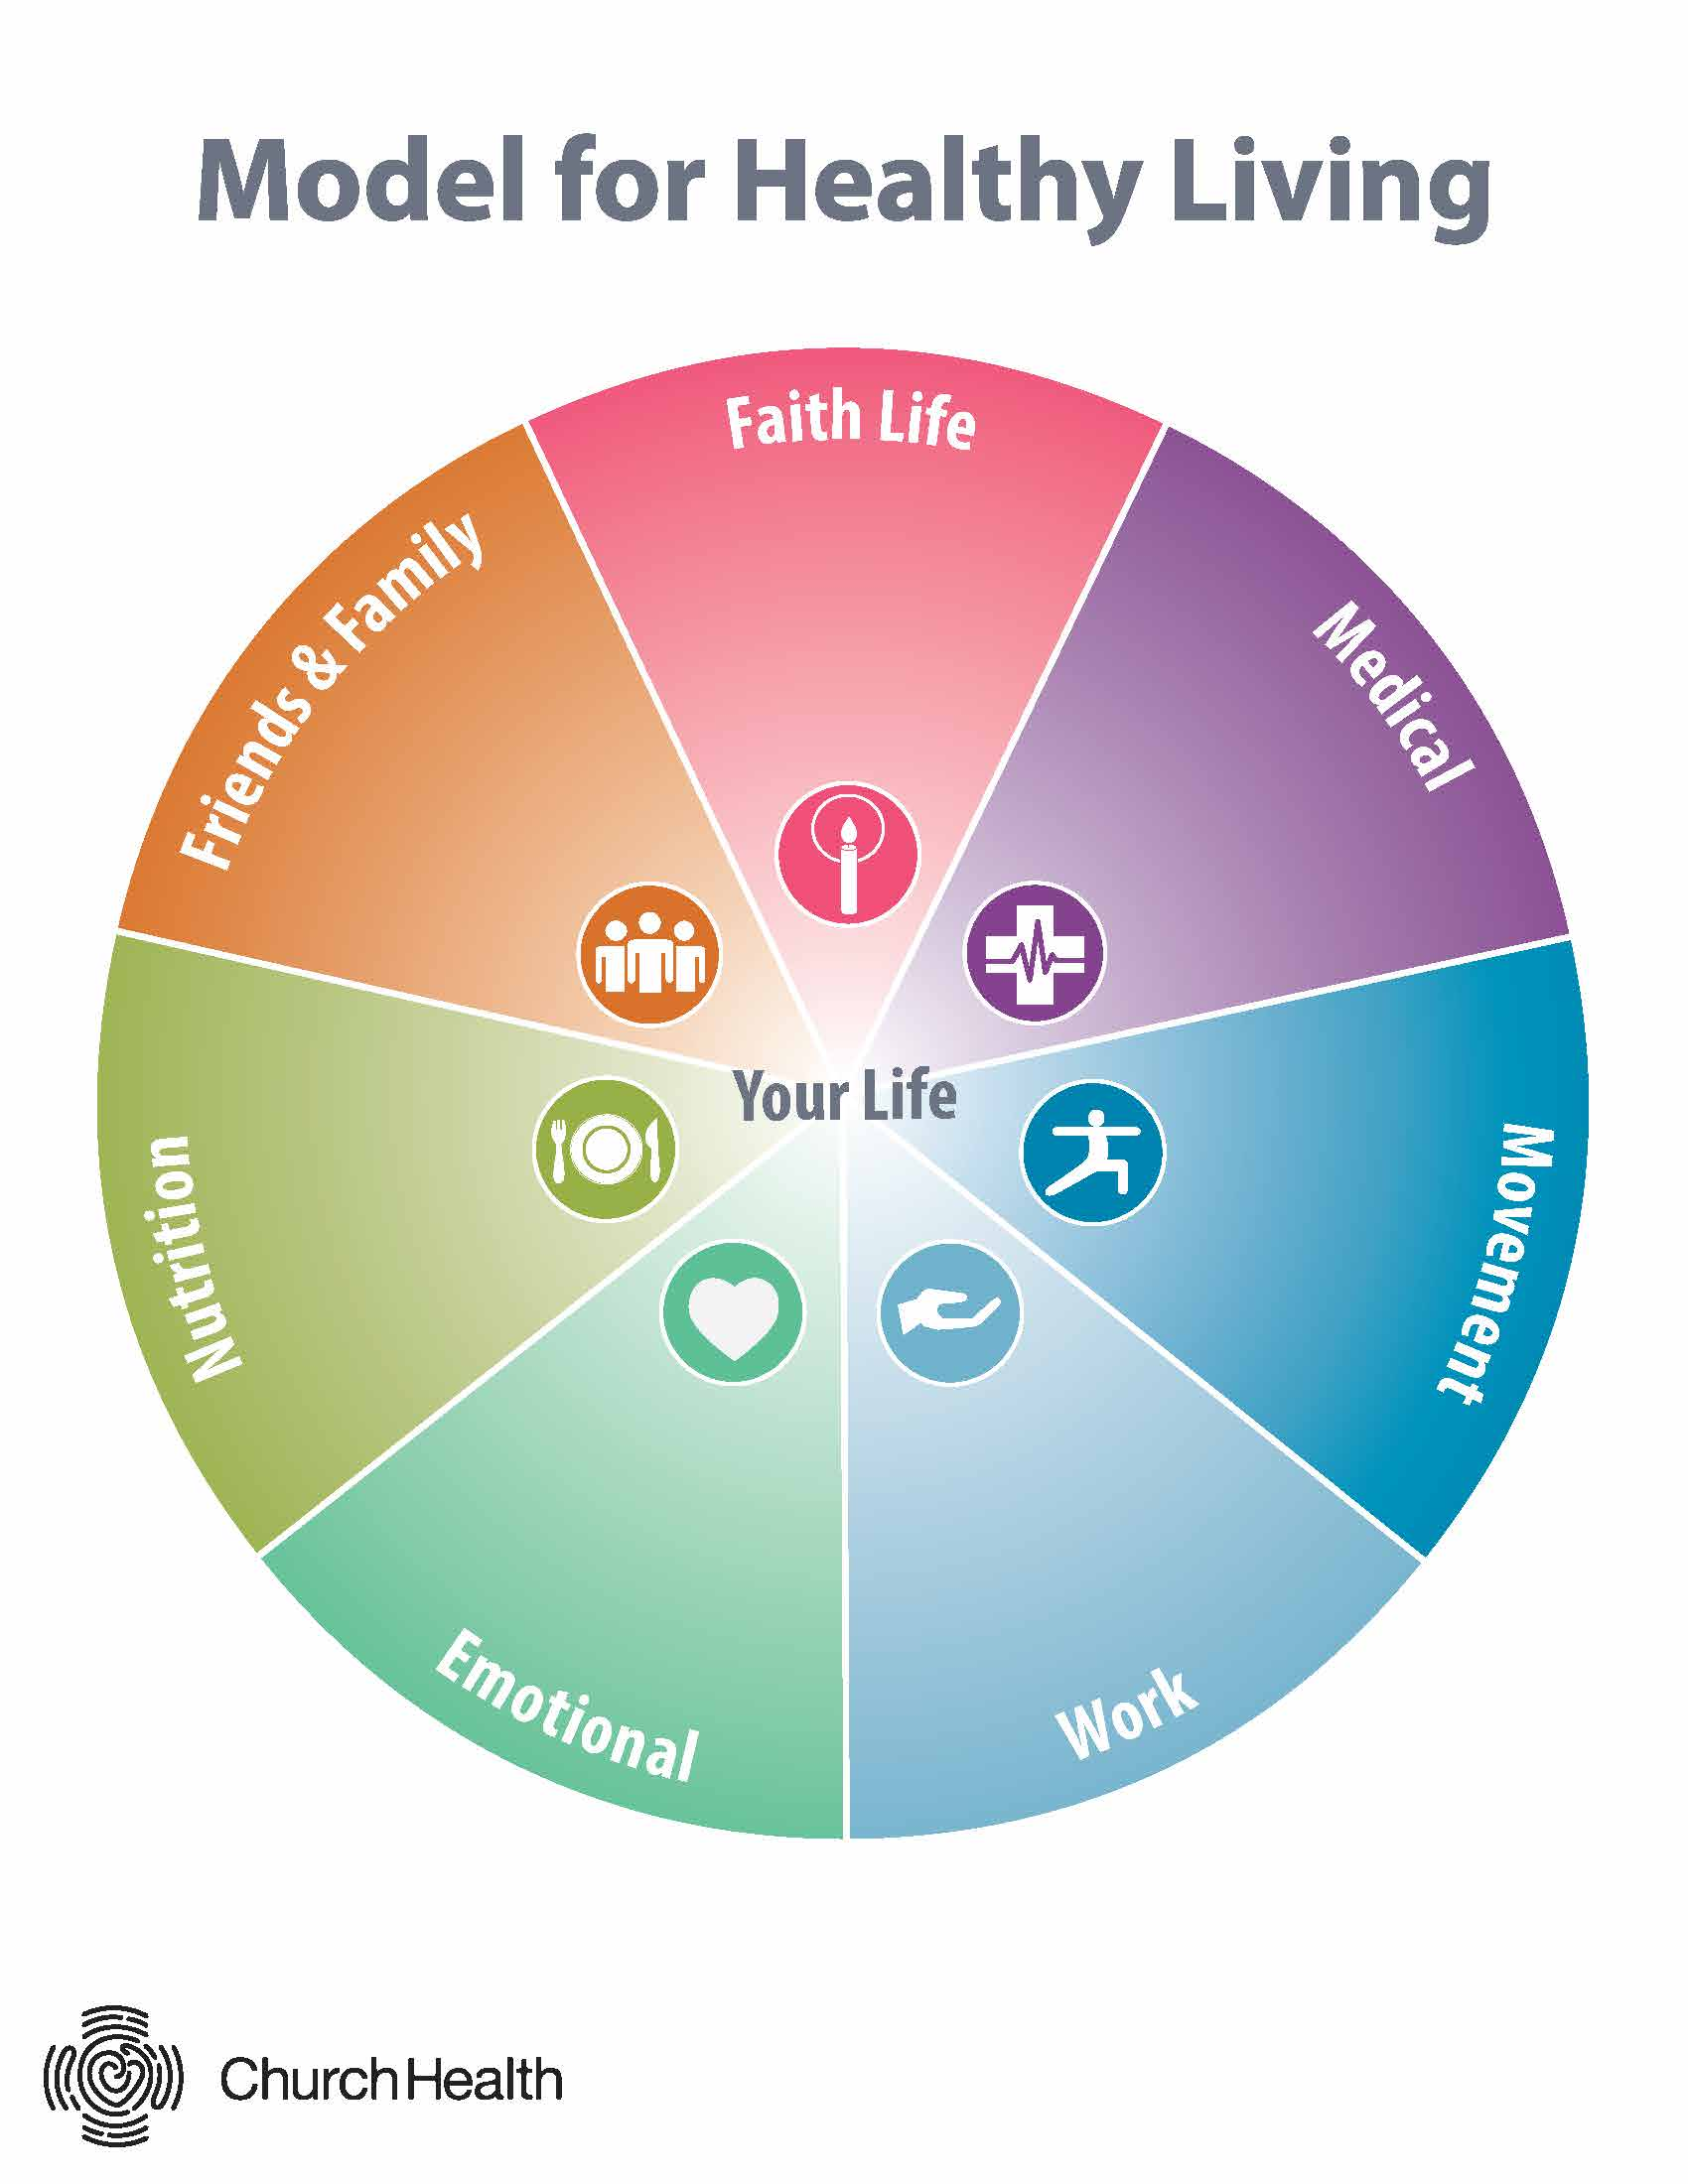 Model for Healthy Living
Faith Life
Medical
Movement
Work
Emotional
Nutrition
Friends & Family
Your Life
ChurchHealth